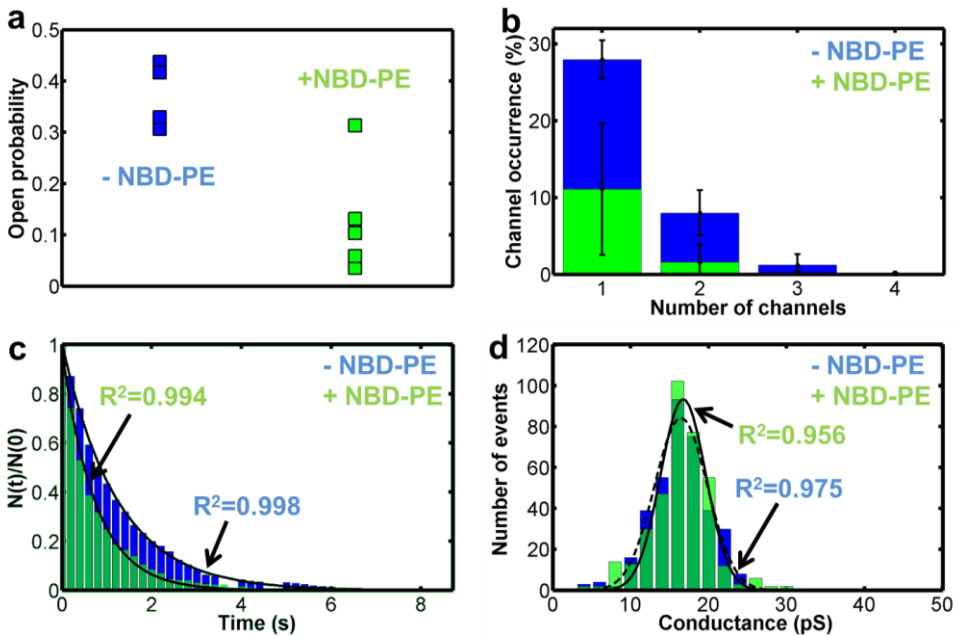 a
Open probability
0.5
0.4
0.3
0.2
0.1
0
+NBD-PE
- NBD-PE
b
Channel occurrence (%)
30
20
10
0
- NBD-PE
+ NBD-PE
1 2 3 4
Number of channels
c
N(t)/N(0)
1
0.8
0.6
0.4
0.2
0
- NBD-PE
+ NBD-PE
R²=0.994
R²=0.998
0 2 4 6 8
Time (s)
d
Number of events
120
100
80
60
40
20
0
- NBD-PE
+ NBD-PE
R²=0.956
R²=0.975
0 10 20 30 40 50
Conductance (pS)